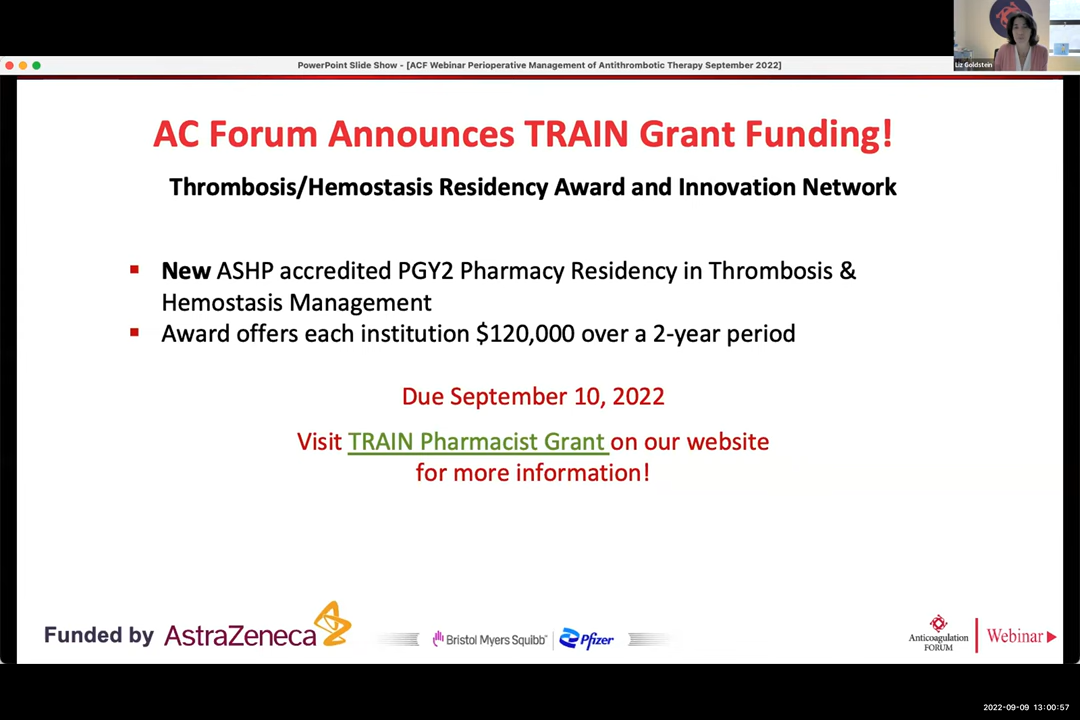 Liz Goldstein
PowerPoint Slide Show - [ACF Webinar Perioperative Management of Antithrombotic Therapy September 2022]
AC Forum Announces TRAIN Grant Funding!
Thrombosis/Hemostasis Residency Award and Innovation Network
New ASHP accredited PGY2 Pharmacy Residency in Thrombosis &
Hemostasis Management
Award offers each institution $120,000 over a 2-year period
Due September 10, 2022
Visit TRAIN Pharmacist Grant on our website
for more information!
Funded by AstraZeneca
Bristol Myers Squibb
Pfizer
Anticoagulation
FORUM
Webinar
2022-09-09 13:00:57